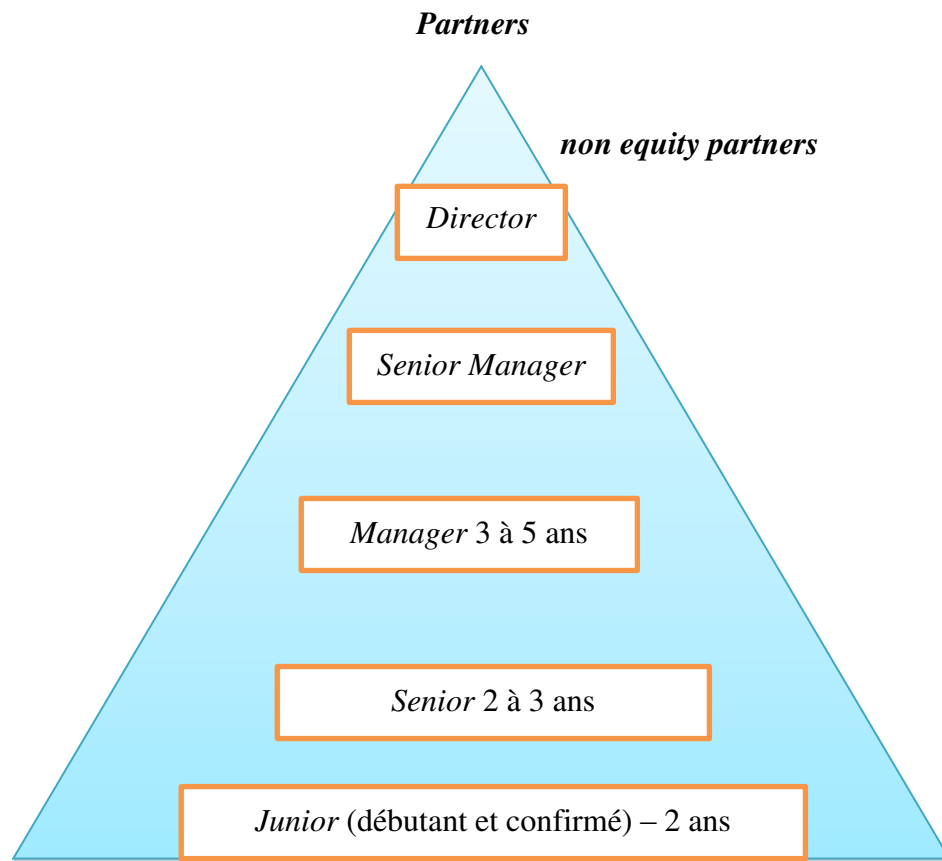 Partners
non equity partners
Director
Senior Manager
Manager 3 à 5 ans
Senior 2 à 3 ans
Junior (débutant et confirmé) – 2 ans